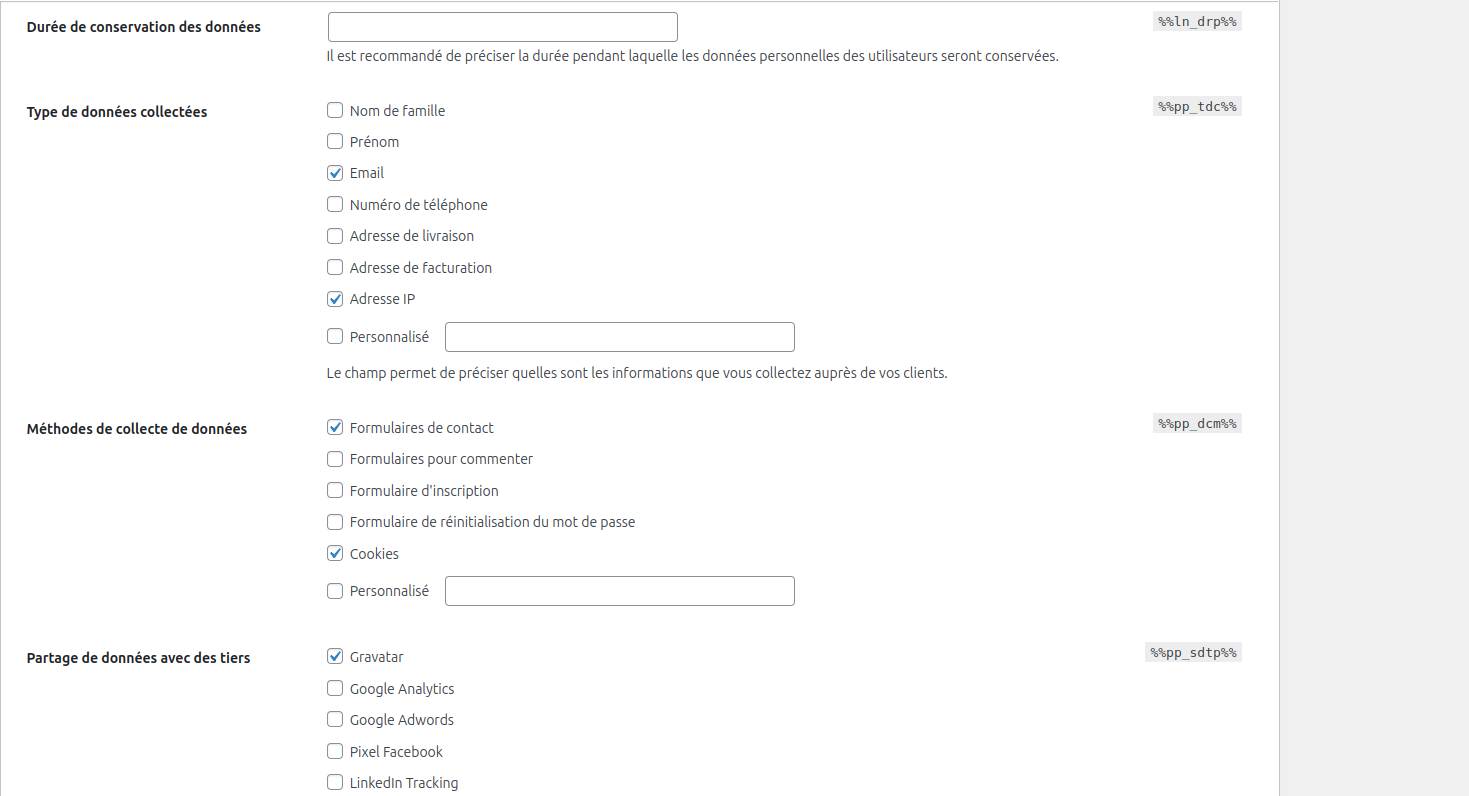 Durée de conservation des données
%%ln_drp%%
Il est recommandé de préciser la durée pendant laquelle les données personnelles des utilisateurs seront conservées.
Type de données collectées
%%pp_tdc%%
Nom de famille
Prénom
Email
Numéro de téléphone
Adresse de livraison
Adresse de facturation
Adresse IP
Personnalisé
Le champ permet de préciser quelles sont les informations que vous collectez auprès de vos clients.
Méthodes de collecte de données
%%pp_dcm%%
Formulaires de contact
Formulaires pour commenter
Formulaire d'inscription
Formulaire de réinitialisation du mot de passe
Cookies
Personnalisé
Partage de données avec des tiers
%%pp_sdtp%%
Gravatar
Google Analytics
Google Adwords
Pixel Facebook
LinkedIn Tracking